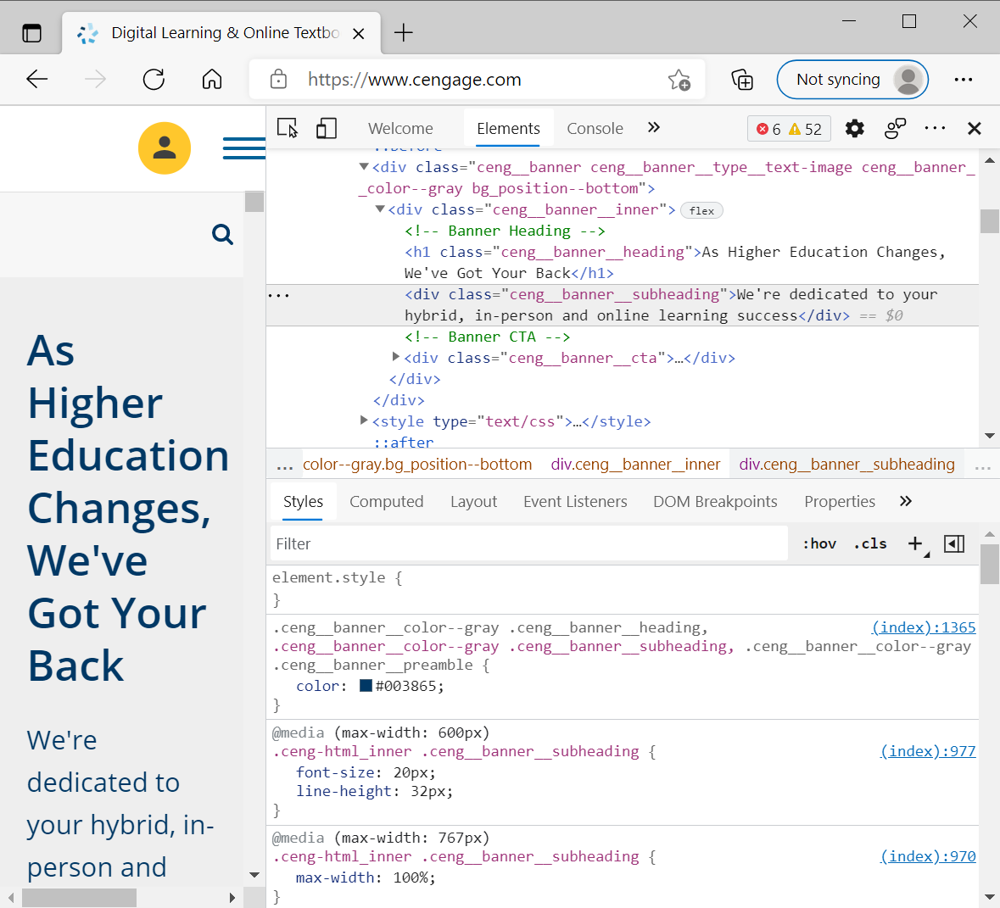 Digital Learning & Online Textbo
https://www.cengage.com
Not syncing
Welcome
Elements
Console
6
52
::before
<div class="ceng__banner ceng__banner__type__text-image ceng__banner_
_color--gray bg_position--bottom">
<div class="ceng__banner__inner"> flex
<!-- Banner Heading -->
<h1 class="ceng__banner__heading">As Higher Education Changes,
We've Got Your Back</h1>
... <div class="ceng__banner__subheading">We're dedicated to your
hybrid, in-person and online learning success</div> == $0
<!-- Banner CTA -->
<div class="ceng__banner__cta">…</div>
</div>
</div>
<style type="text/css">…</style>
::after
... color--gray.bg_position--bottom div.ceng__banner__inner div.ceng__banner__subheading ...
Styles Computed Layout Event Listeners DOM Breakpoints Properties
Filter
:hov .cls
element.style {
}
.ceng__banner__color--gray .ceng__banner__heading, (index):1365
.ceng__banner__color--gray .ceng__banner__subheading, .ceng__banner__color--gray
.ceng__banner__preamble {
color: #003865;
}
@media (max-width: 600px)
.ceng-html_inner .ceng__banner__subheading { (index):977
font-size: 20px;
line-height: 32px;
}
@media (max-width: 767px)
.ceng-html_inner .ceng__banner__subheading { (index):970
max-width: 100%;
}
As
Higher
Education
Changes,
We've
Got Your
Back
We're
dedicated to
your hybrid, in-
person and